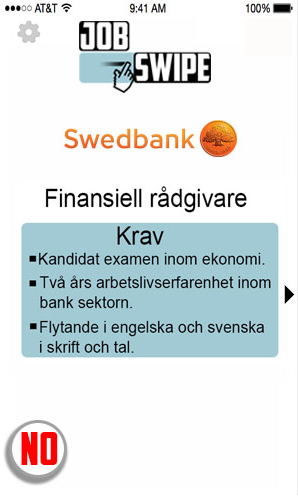 AT&T 9:41 AM 100%
JOB
SWIPE
Swedbank
Finansiell rådgivare
Krav
▪Kandidat examen inom ekonomi.
▪Två års arbetslivserfarenhet inom
bank sektorn.
▪Flytande i engelska och svenska
i skrift och tal.
NO